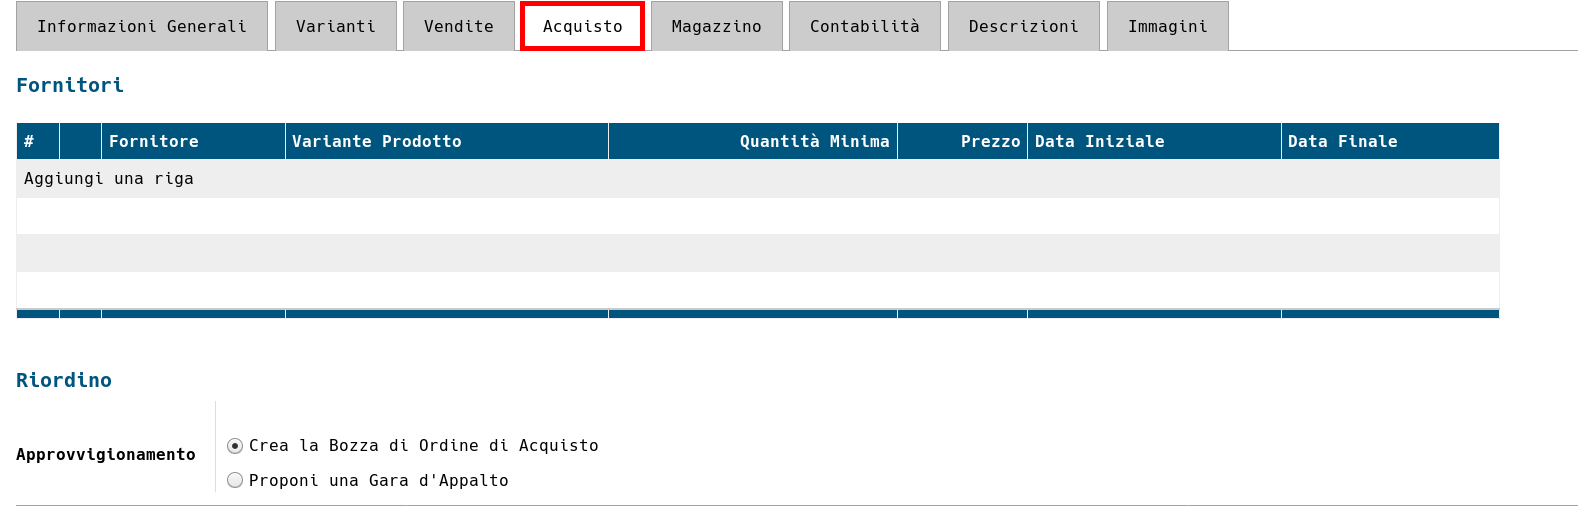 Informazioni Generali Varianti Vendite Acquisto Magazzino Contabilità Descrizioni Immagini
Fornitori
# Fornitore Variante Prodotto Quantità Minima Prezzo Data Iniziale Data Finale
Aggiungi una riga
Riordino
Approvvigionamento
Crea la Bozza di Ordine di Acquisto
Proponi una Gara d'Appalto